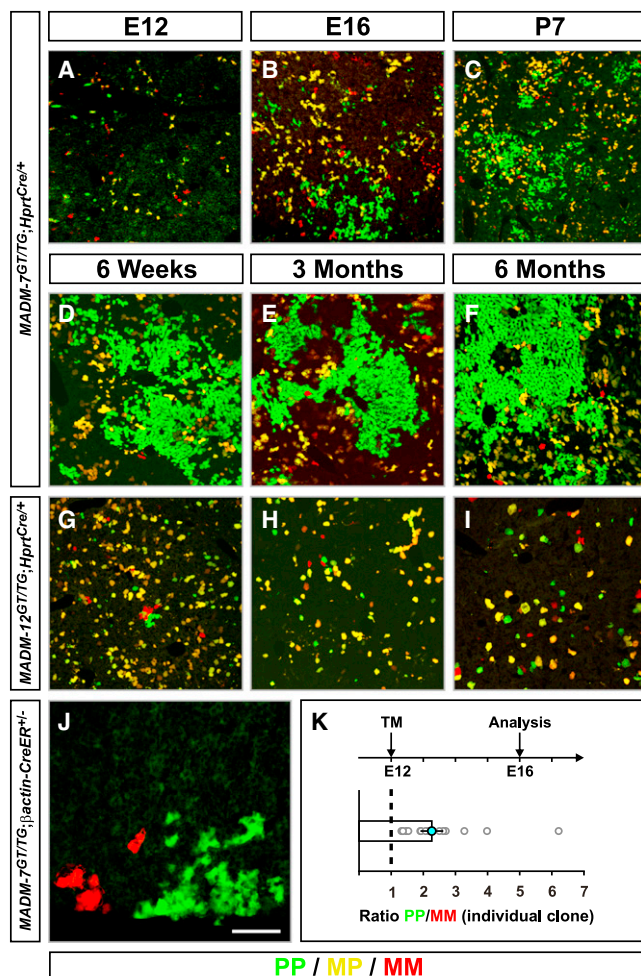 E12 E16 P7
A B C
MADM-7GT/TG;HprtCre/+
6 Weeks 3 Months 6 Months
D E F
G H I
MADM-12GT/TG;HprtCre/+
J K
MADM-7GT/TG;βactin-CreER+/-
TM Analysis
E12 E16
1 2 3 4 5 6 7
Ratio PP/MM (individual clone)
PP / MP / MM